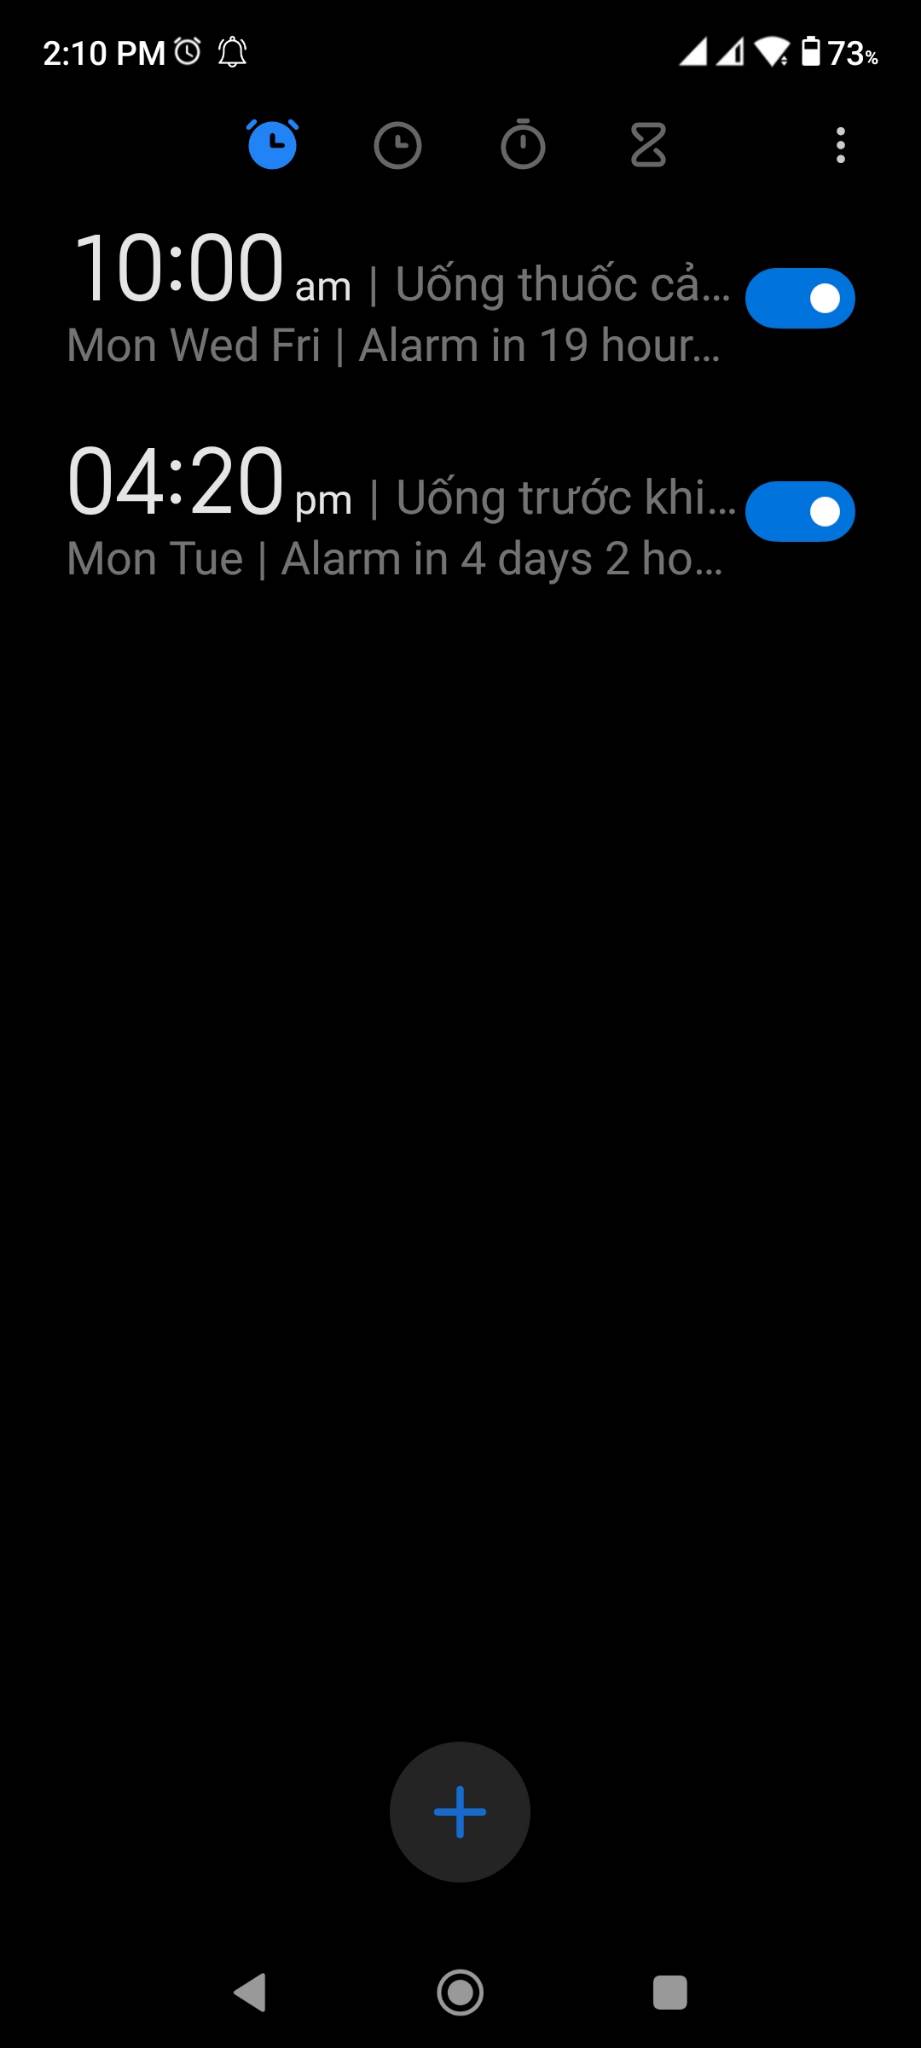 2:10 PM 73%
10:00 am | Uống thuốc cả...
Mon Wed Fri | Alarm in 19 hour...
04:20 pm | Uống trước khi...
Mon Tue | Alarm in 4 days 2 ho...